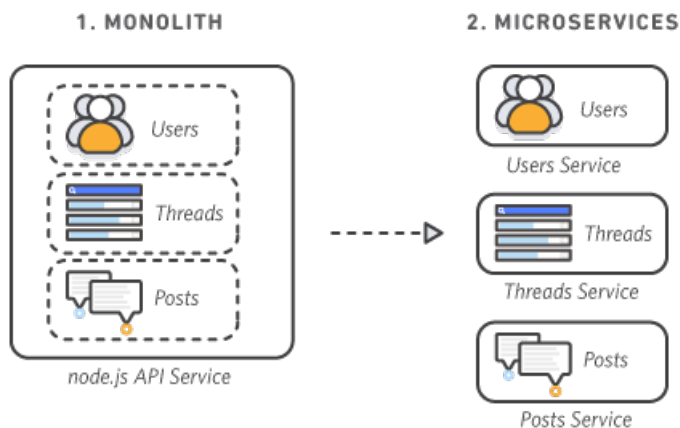 1. MONOLITH
Users
Threads
Posts
node.js API Service
2. MICROSERVICES
Users
Users Service
Threads
Threads Service
Posts
Posts Service